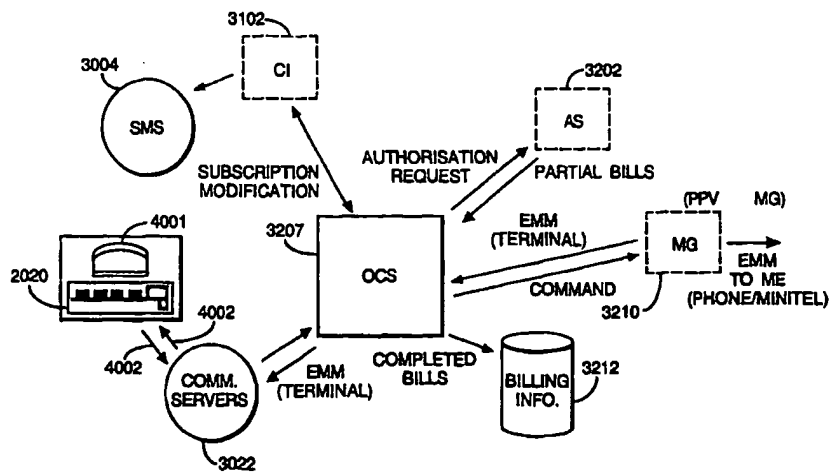 3102
CI
3004
SMS
3202
AS
SUBSCRIPTION
MODIFICATION
AUTHORISATION
REQUEST
PARTIAL BILLS
4001
2020
3207
OCS
EMM
(TERMINAL)
COMMAND
(PPV MG)
MG
3210
EMM
TO ME
(PHONE/MINITEL)
4002
4002
COMM.
SERVERS
3022
EMM
(TERMINAL)
COMPLETED
BILLS
BILLING
INFO.
3212